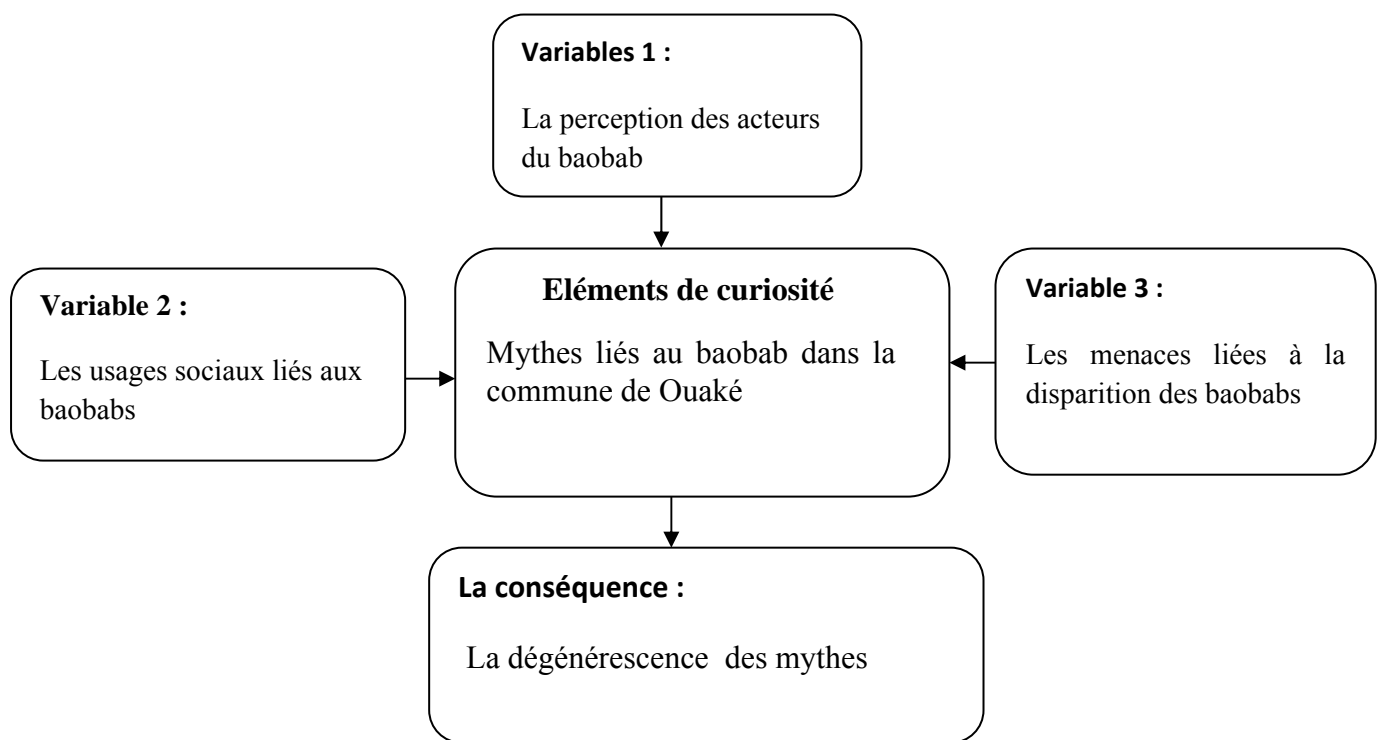 Variables 1 :
La perception des acteurs
du baobab
Variable 2 :
Les usages sociaux liés aux
baobabs
Eléments de curiosité
Mythes liés au baobab dans la
commune de Ouaké
Variable 3 :
Les menaces liées à la
disparition des baobabs
La conséquence :
La dégénérescence des mythes